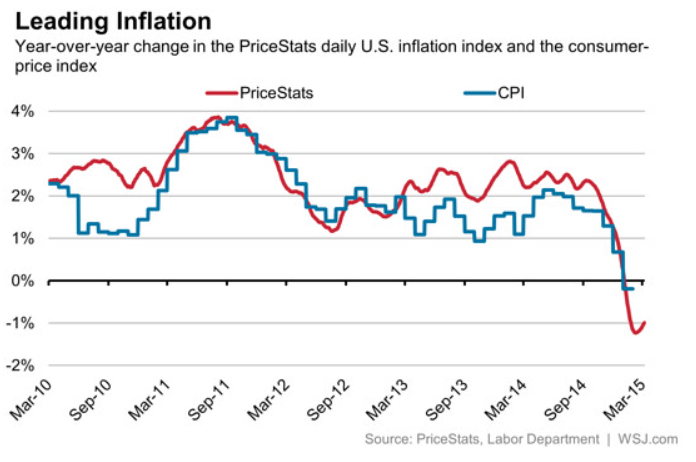 Leading Inflation
Year-over-year change in the PriceStats daily U.S. inflation index and the consumer-
price index
PriceStats
CPI
4%
3%
2%
1%
0%
-1%
-2%
Mar-10
Sep-10
Mar-11
Sep-11
Mar-12
Sep-12
Mar-13
Sep-13
Mar-14
Sep-14
Mar-15
Source: PriceStats, Labor Department | WSJ.com